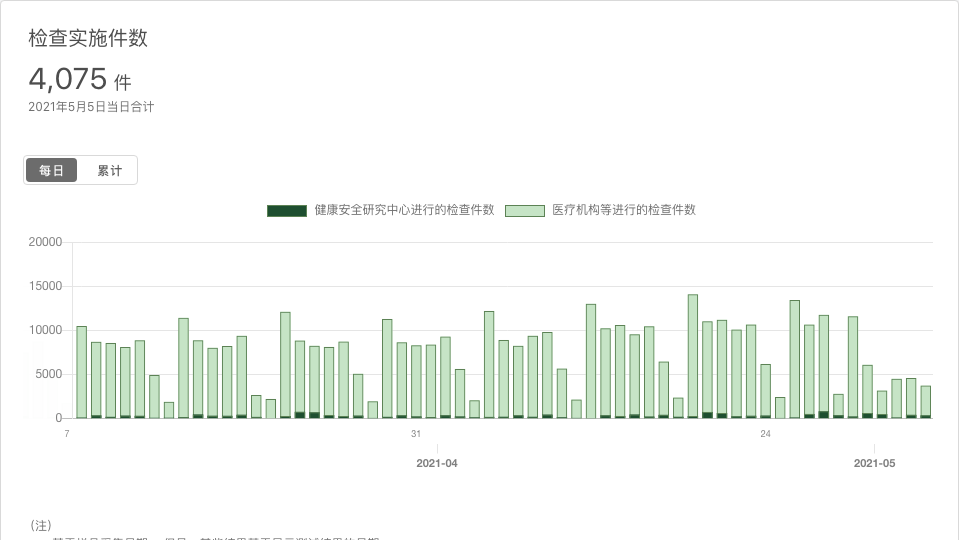 检查实施件数
4,075 件
2021年5月5日当日合计
每日 累计
健康安全研究中心进行的检查件数 医疗机构等进行的检查件数
20000
15000
10000
5000
0
7 31 24
2021-04 2021-05
(注)